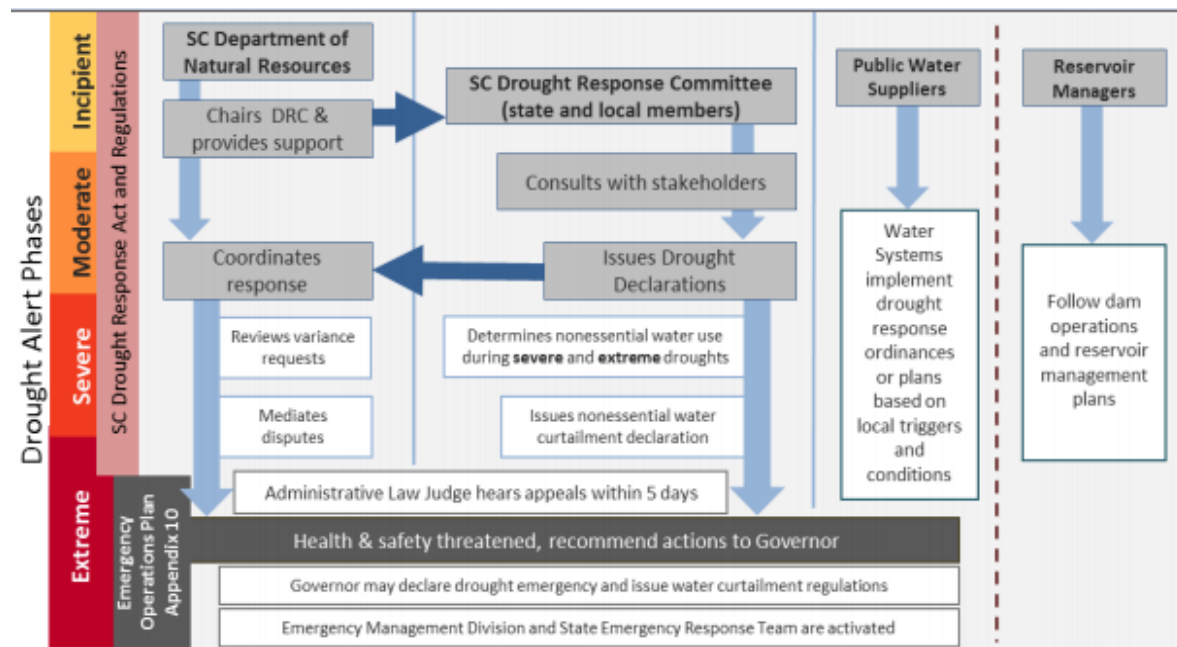 Drought Alert Phases
Incipient
Moderate
Severe
Extreme
SC Drought Response Act and Regulations
Emergency
Operations Plan
Appendix 10
SC Department of
Natural Resources
Chairs DRC &
provides support
Coordinates
response
Reviews variance
requests
Mediates
disputes
SC Drought Response Committee
(state and local members)
Consults with stakeholders
Issues Drought
Declarations
Determines nonessential water use
during severe and extreme droughts
Issues nonessential water
curtailment declaration
Administrative Law Judge hears appeals within 5 days
Health & safety threatened, recommend actions to Governor
Governor may declare drought emergency and issue water curtailment regulations
Emergency Management Division and State Emergency Response Team are activated
Public Water
Suppliers
Water
Systems
implement
drought
response
ordinances
or plans
based on
local triggers
and
conditions
Reservoir
Managers
Follow dam
operations
and reservoir
management
plans